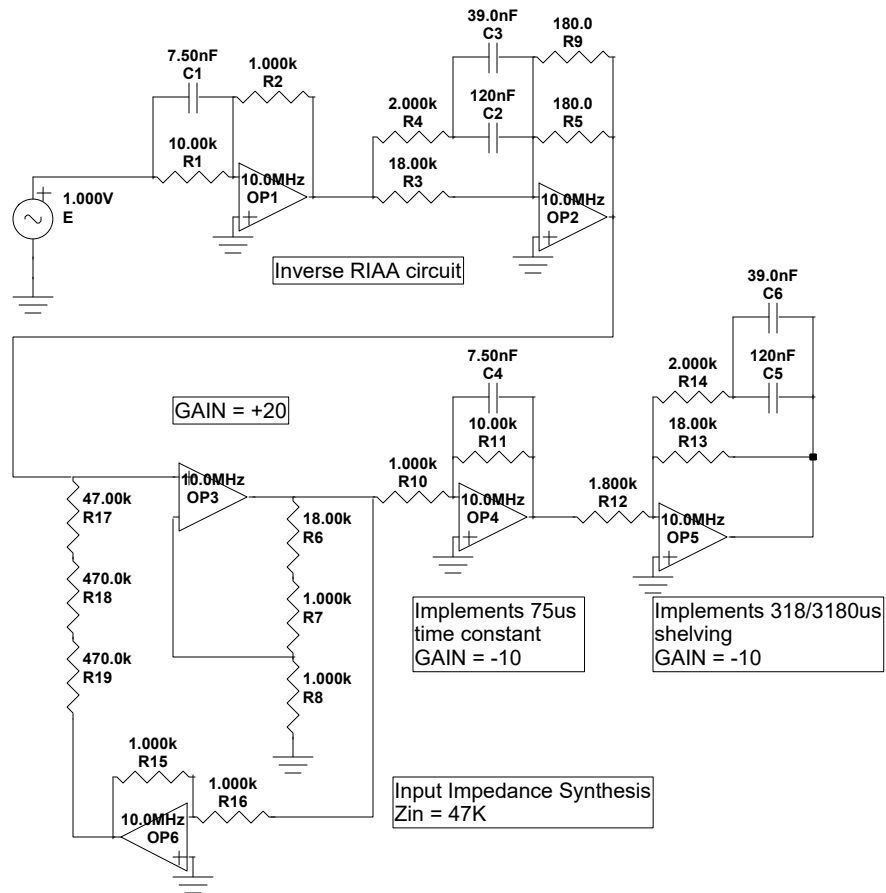 39.0nF
C3
180.0
R9
7.50nF
C1
1.000k
R2
2.000k
R4
120nF
C2
180.0
R5
10.00k
R1
18.00k
R3
1.000V
E
10.0MHz
OP1
10.0MHz
OP2
Inverse RIAA circuit
39.0nF
C6
7.50nF
C4
2.000k
R14
120nF
C5
GAIN = +20
10.00k
R11
18.00k
R13
47.00k
R17
10.0MHz
OP3
1.000k
R10
10.0MHz
OP4
1.800k
R12
10.0MHz
OP5
18.00k
R6
470.0k
R18
1.000k
R7
Implements 75us
time constant
GAIN = -10
Implements 318/3180us
shelving
GAIN = -10
470.0k
R19
1.000k
R8
1.000k
R15
1.000k
R16
10.0MHz
OP6
Input Impedance Synthesis
Zin = 47K